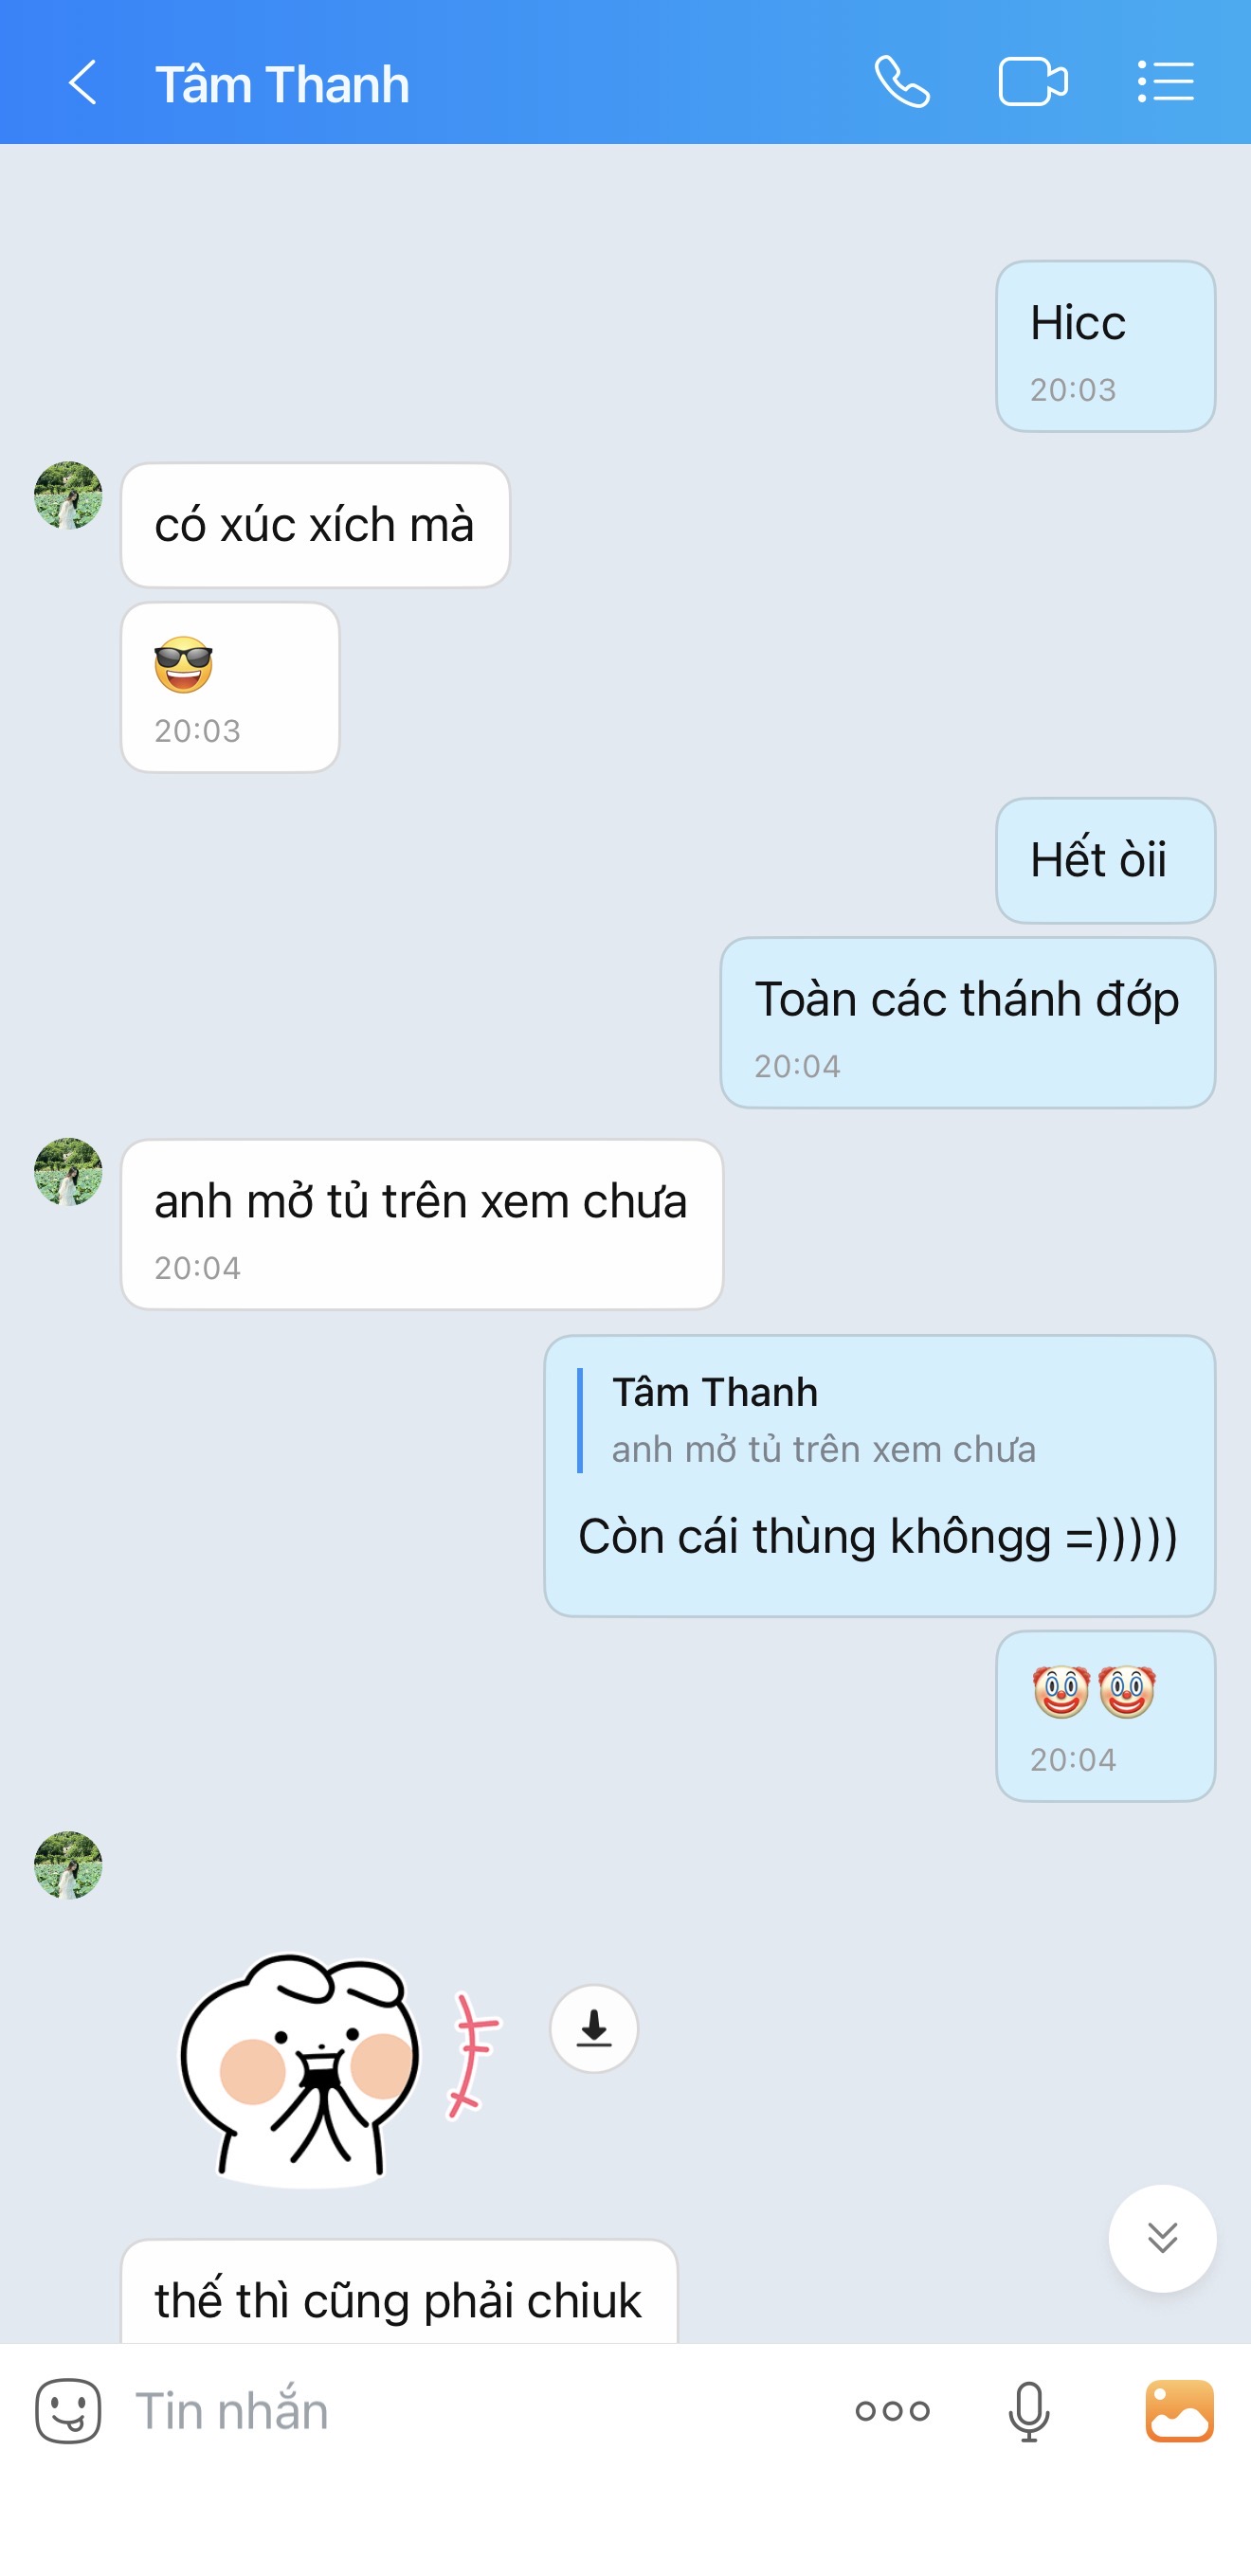 Tâm Thanh
Hicc
20:03
có xúc xích mà
😎
20:03
Hết òii
Toàn các thánh đớp
20:04
anh mở tủ trên xem chưa
20:04
Tâm Thanh
anh mở tủ trên xem chưa
Còn cái thùng khôngg =)))))
🤡🤡
20:04
thế thì cũng phải chiuk
Tin nhắn